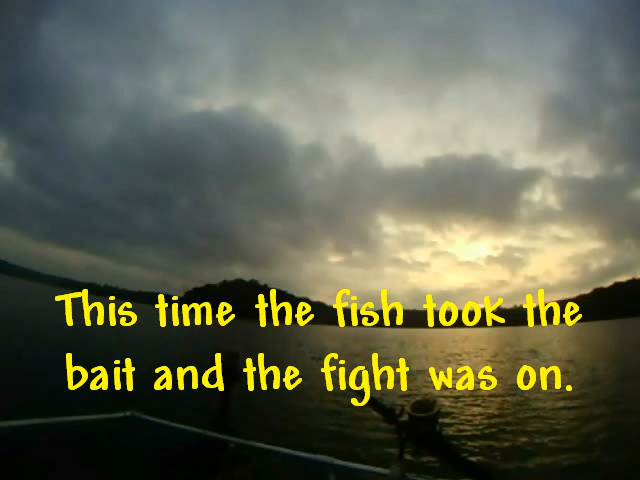 This time the fish took the
bait and the fight was on.